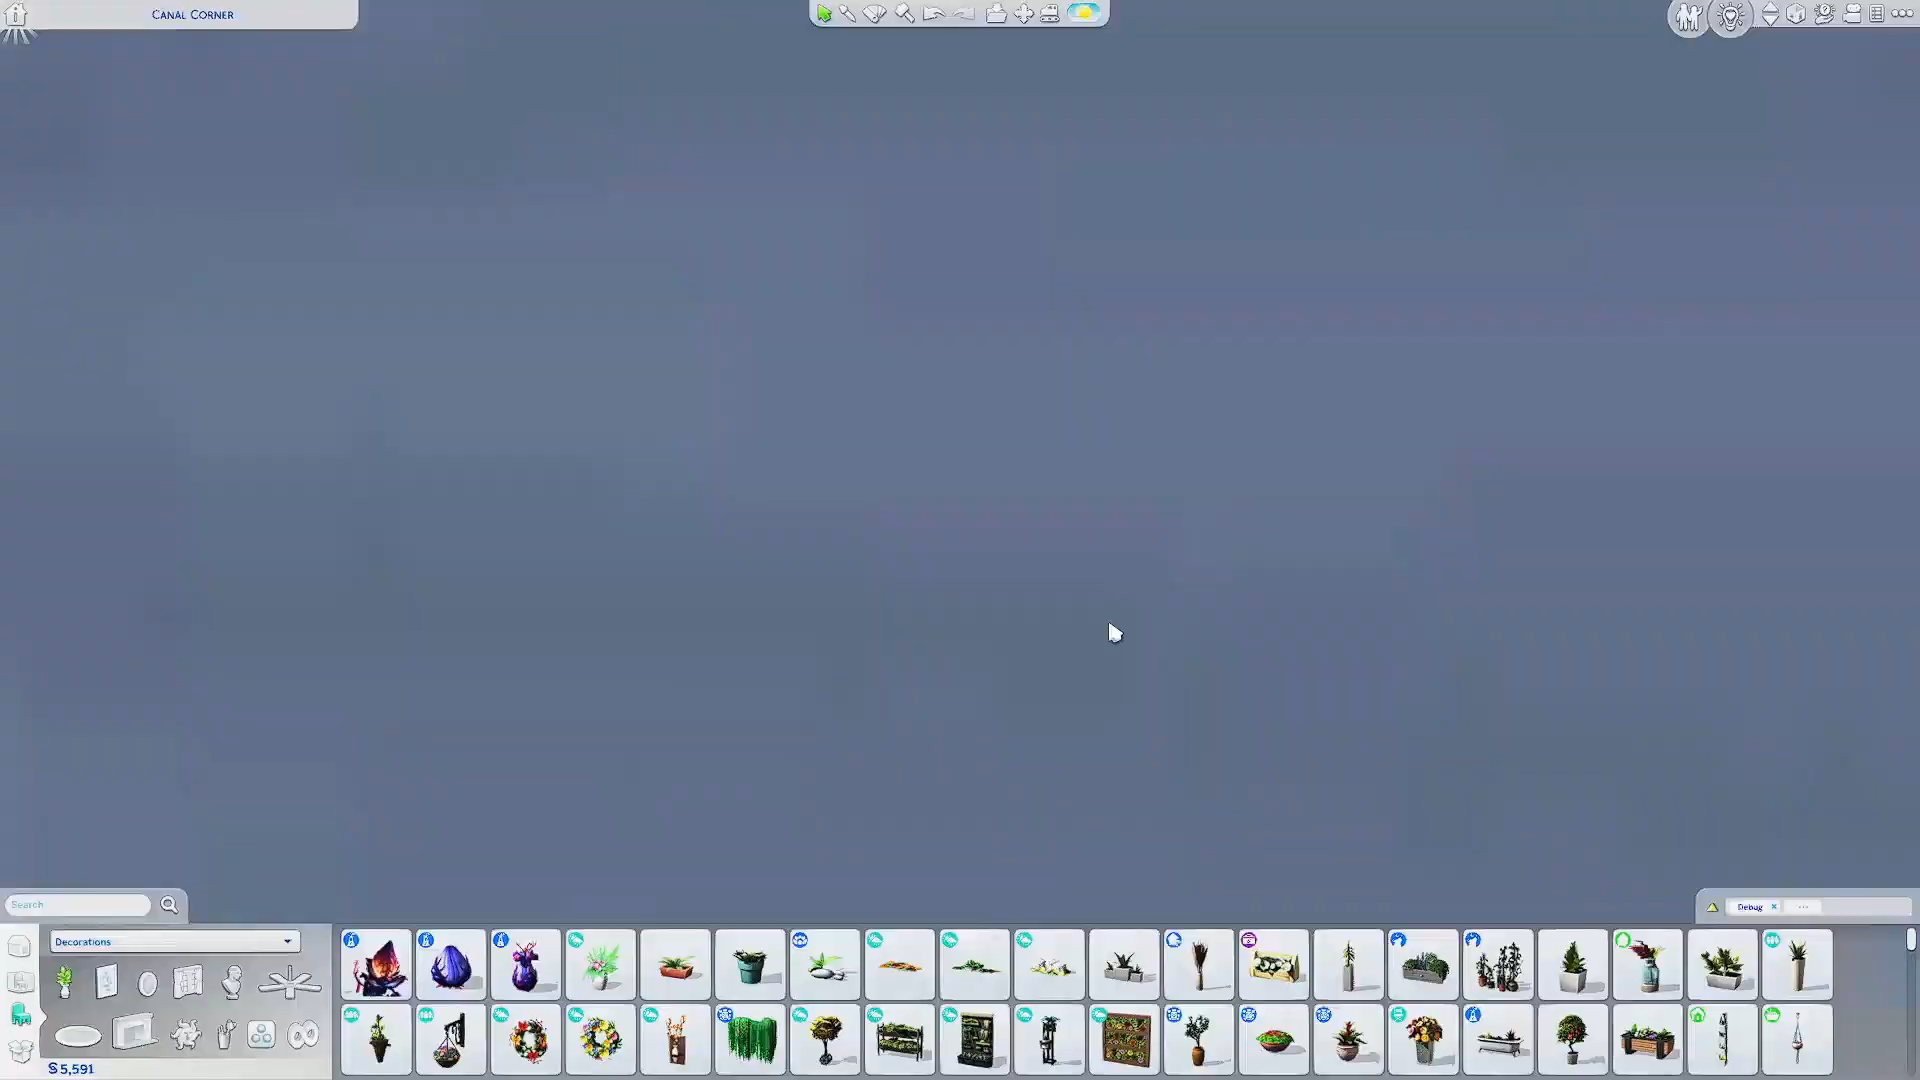 CANAL CORNER
Search
Debug ×
...
Decorations
§5,591